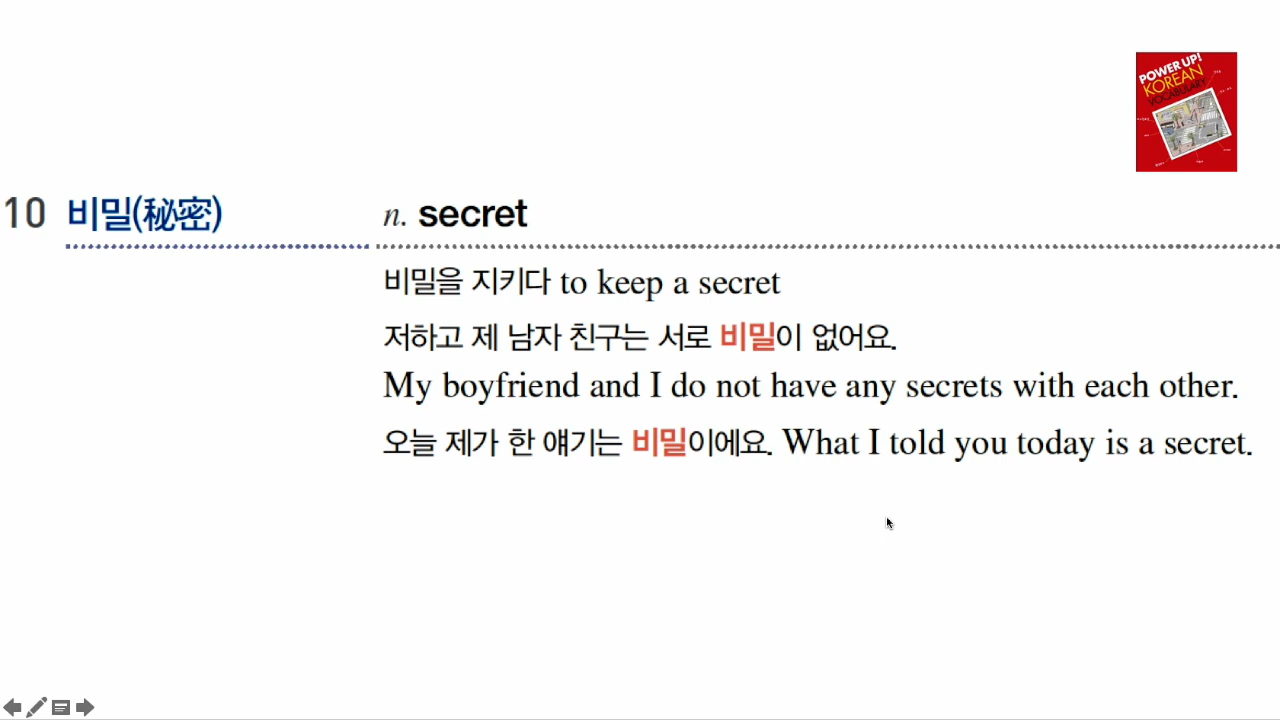 POWER UP!
KOREAN
VOCABULARY
10 비밀(秘密) n. secret
비밀을 지키다 to keep a secret
저하고 제 남자 친구는 서로 비밀이 없어요.
My boyfriend and I do not have any secrets with each other.
오늘 제가 한 얘기는 비밀이에요. What I told you today is a secret.